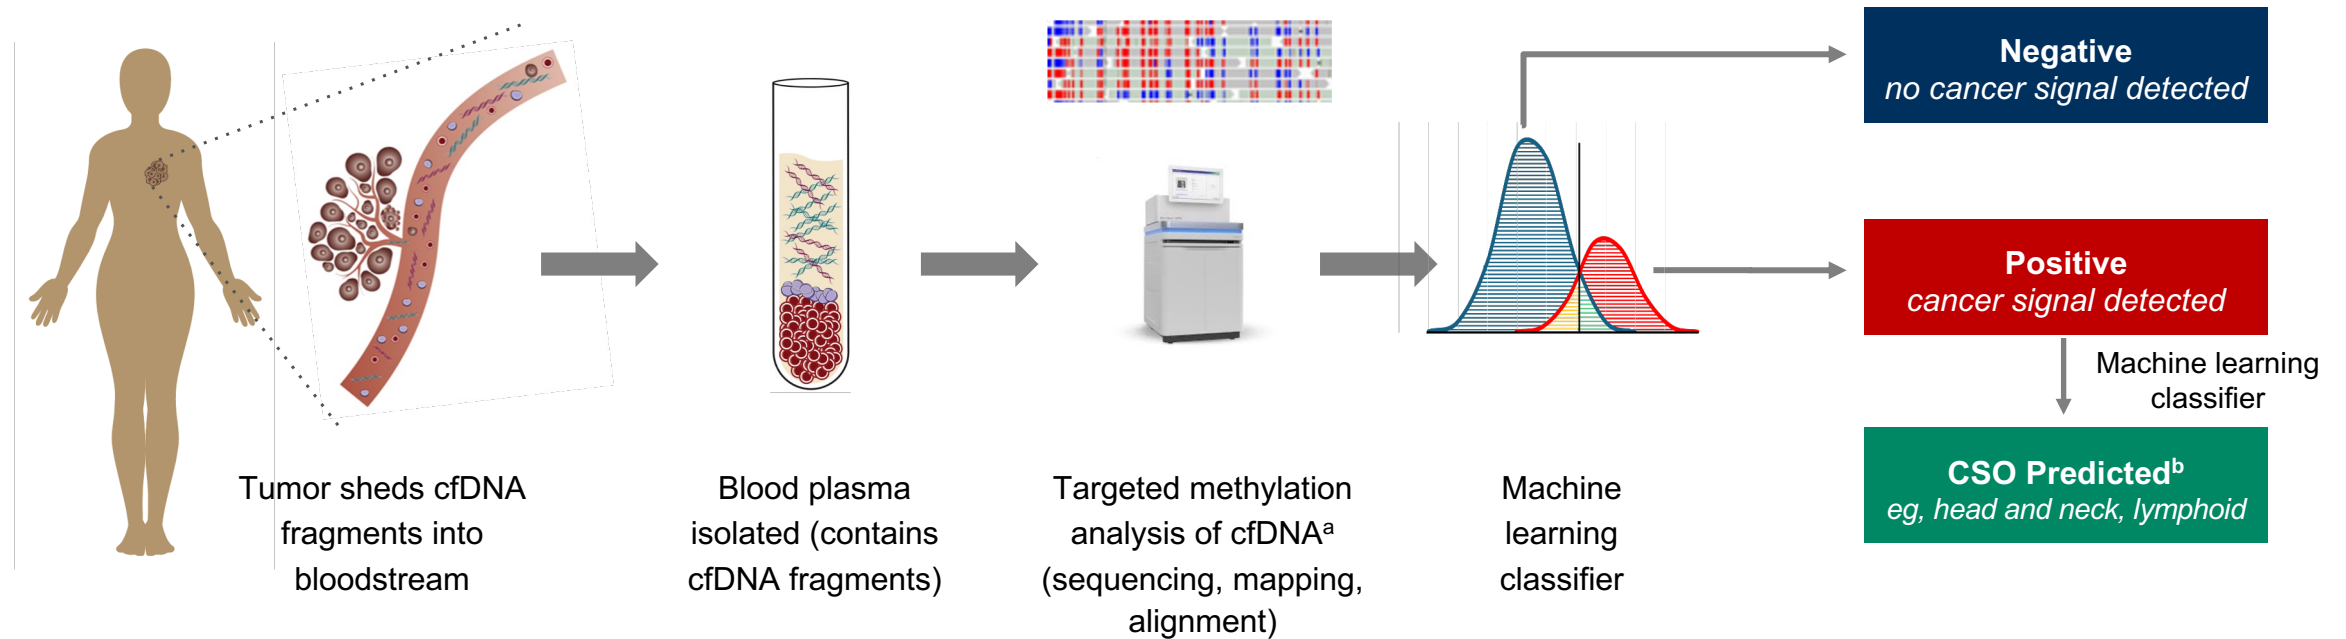 Negative
no cancer signal detected
Positive
cancer signal detected
Machine learning
classifier
CSO Predictedᵇ
eg, head and neck, lymphoid
Tumor sheds cfDNA
fragments into
bloodstream
Blood plasma
isolated (contains
cfDNA fragments)
Targeted methylation
analysis of cfDNAᵃ
(sequencing, mapping,
alignment)
Machine
learning
classifier